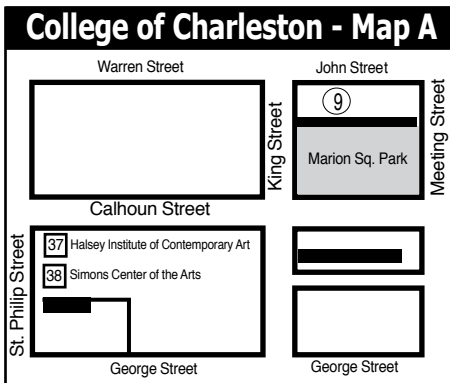 College of Charleston - Map A
Warren Street
John Street
9
King Street
Meeting Street
Marion Sq. Park
Calhoun Street
St. Philip Street
37 Halsey Institute of Contemporary Art
38 Simons Center of the Arts
George Street
George Street